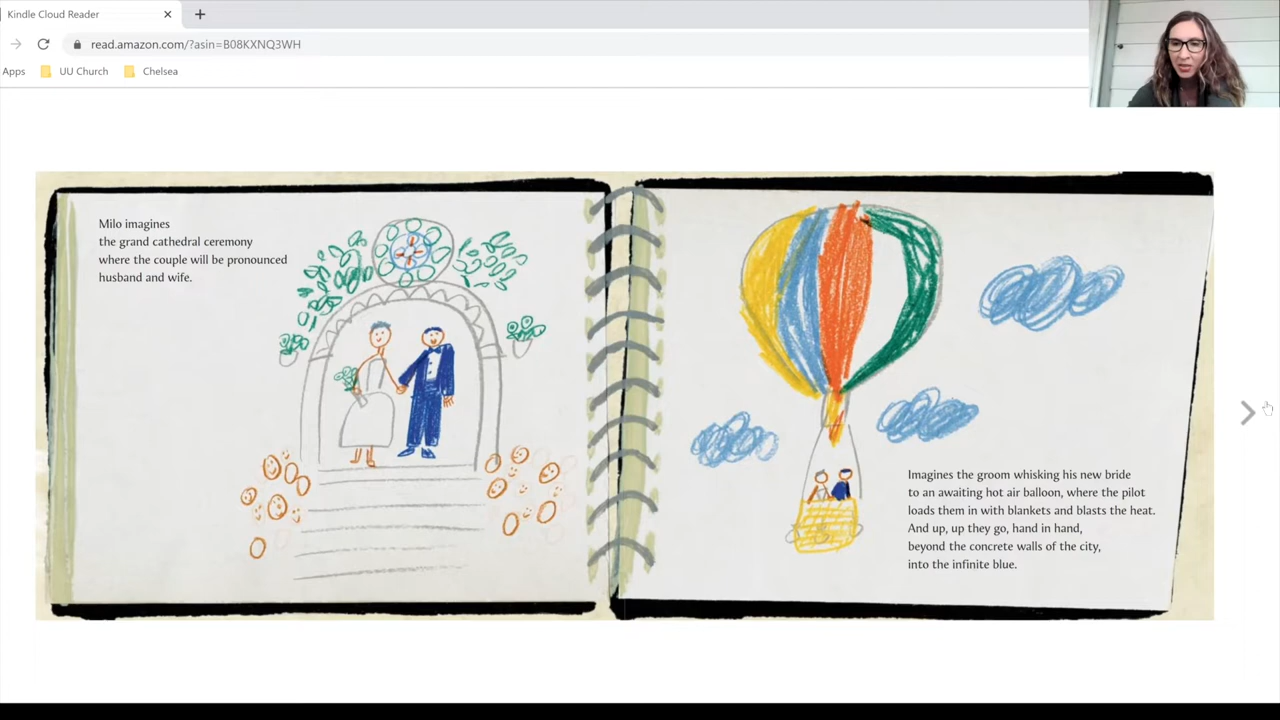 Kindle Cloud Reader
read.amazon.com/?asin=B08KXNQ3WH
Apps UU Church Chelsea
Milo imagines
the grand cathedral ceremony
where the couple will be pronounced
husband and wife.
Imagines the groom whisking his new bride
to an awaiting hot air balloon, where the pilot
loads them in with blankets and blasts the heat.
And up, up they go, hand in hand,
beyond the concrete walls of the city,
into the infinite blue.